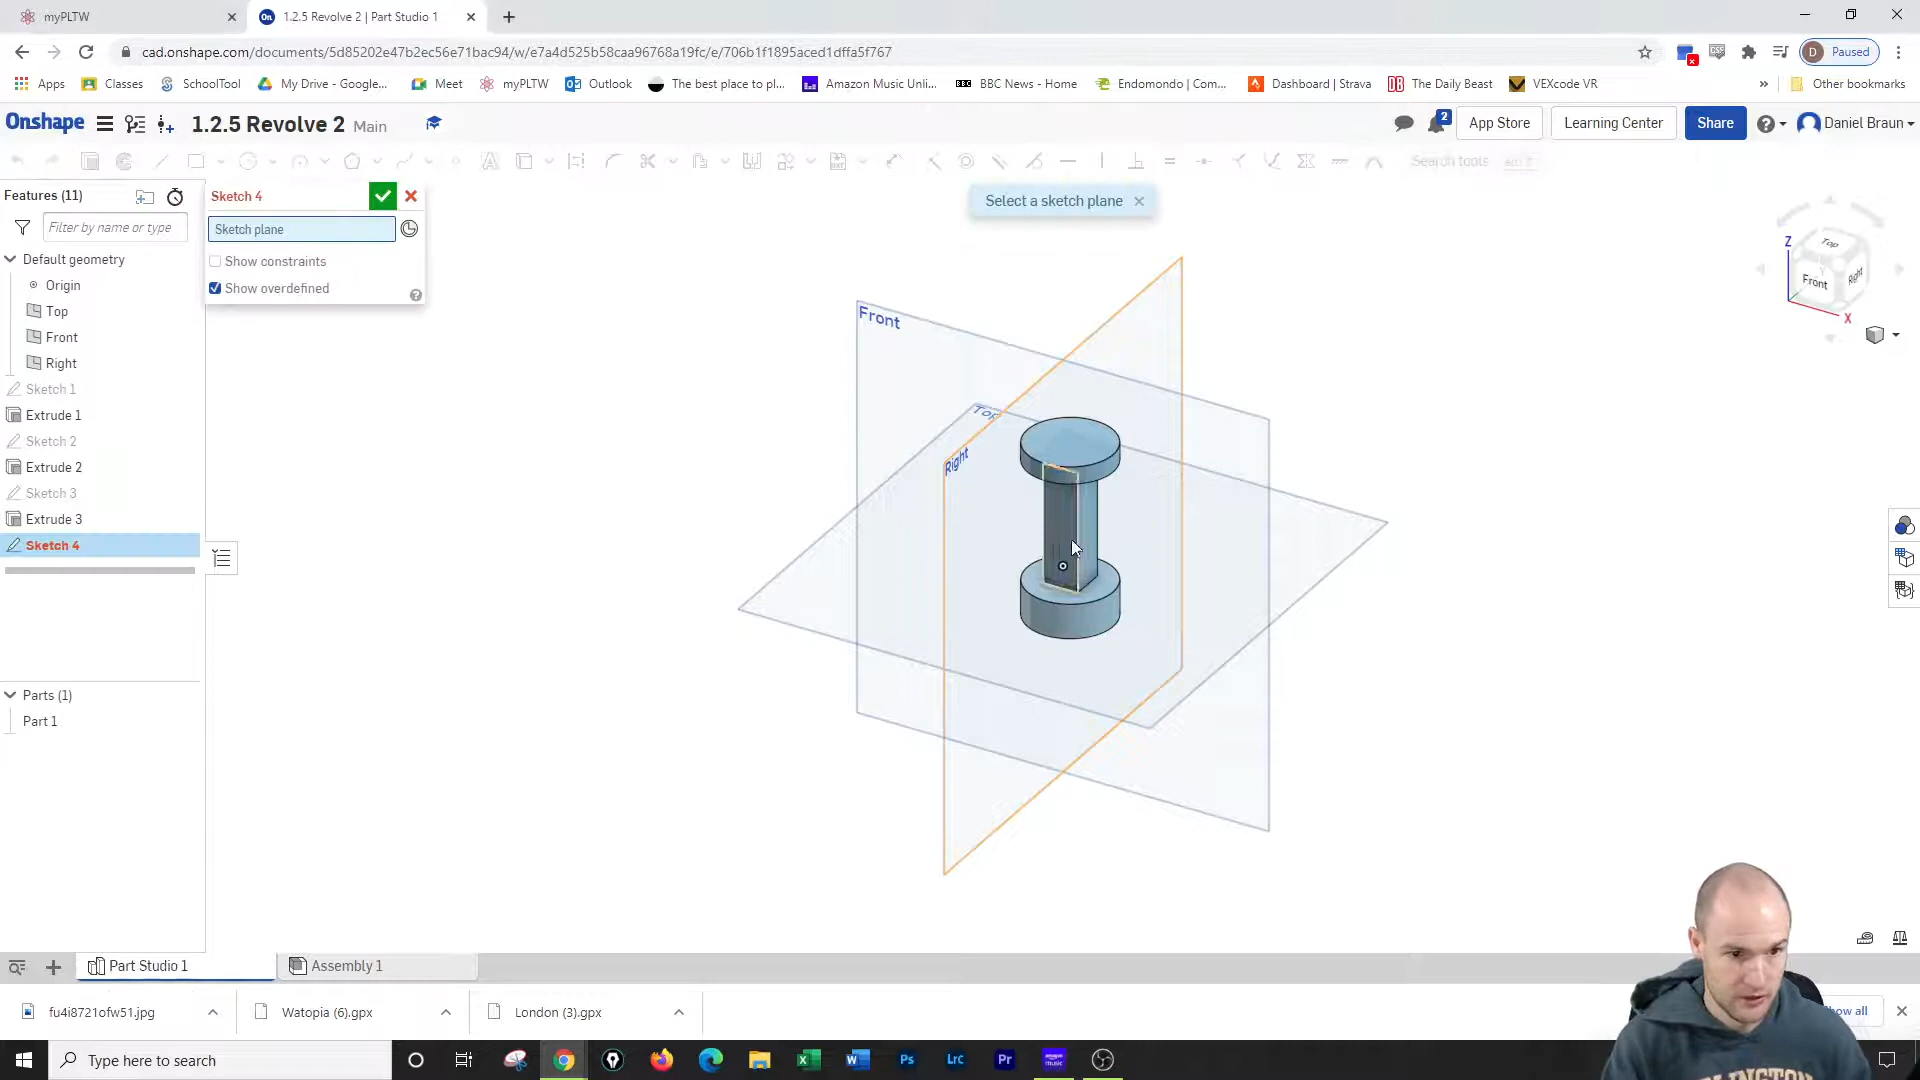 myPLTW
1.2.5 Revolve 2 | Part Studio 1
cad.onshape.com/documents/5d85202e47b2ec56e71bac94/w/e7a4d525b58caa96768a19fc/e/706b1f1895aced1dffa5f767
Paused
Apps
Classes
SchoolTool
My Drive - Google...
Meet
myPLTW
Outlook
The best place to pl...
Amazon Music Unli...
BBC News - Home
Endomondo | Com...
Dashboard | Strava
The Daily Beast
VEXcode VR
Other bookmarks
Onshape
1.2.5 Revolve 2 Main
2
App Store
Learning Center
Share
Daniel Braun
Search tools
Features (11)
Filter by name or type
Default geometry
Origin
Top
Front
Right
Sketch 1
Extrude 1
Sketch 2
Extrude 2
Sketch 3
Extrude 3
Sketch 4
Parts (1)
Part 1
Sketch 4
Sketch plane
Show constraints
Show overdefined
Select a sketch plane
Front
Top
Right
Z
Top
Front
Right
X
Part Studio 1
Assembly 1
fu4i8721ofw51.jpg
Watopia (6).gpx
London (3).gpx
Type here to search